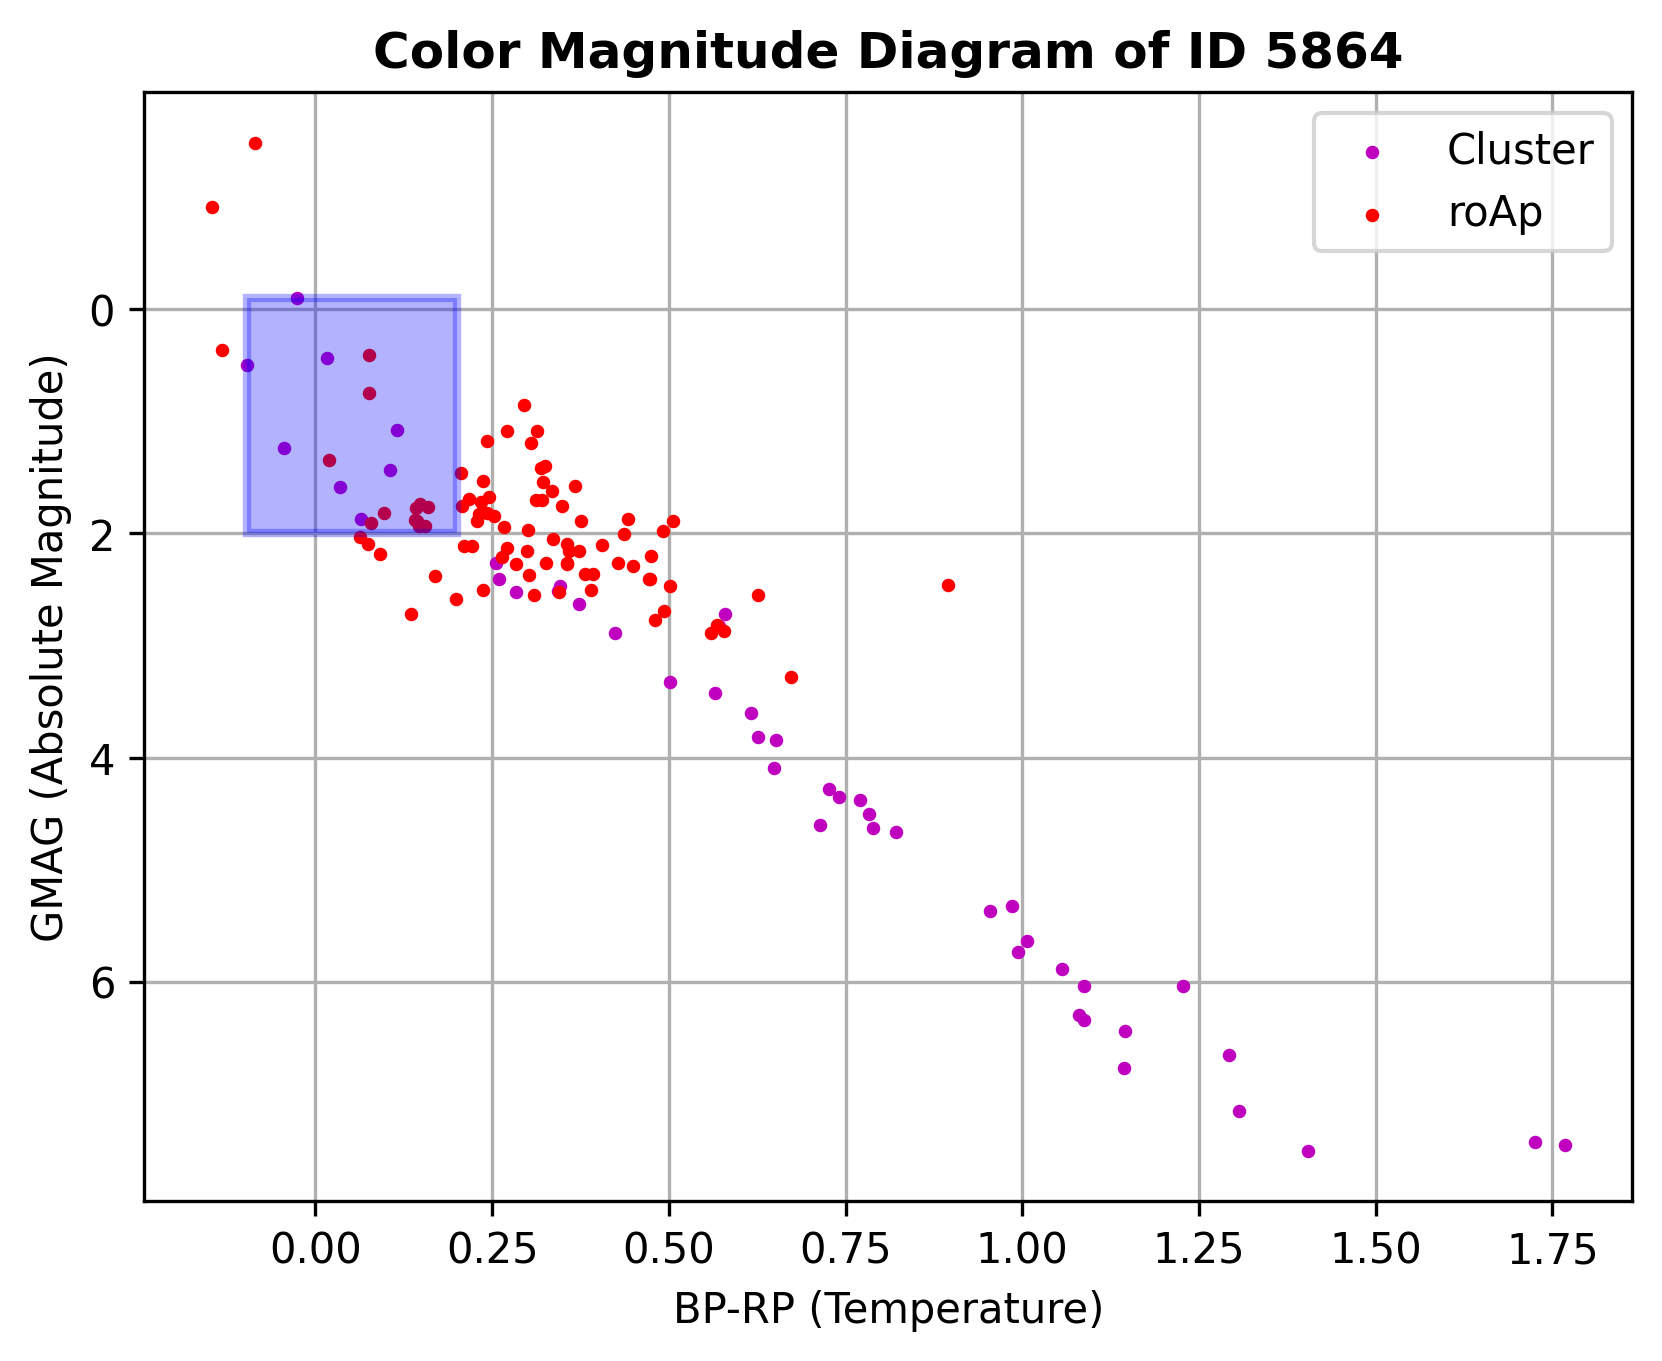 Color Magnitude Diagram of ID 5864
Cluster
roAp
GMAG (Absolute Magnitude)
0
2
4
6
0.00 0.25 0.50 0.75 1.00 1.25 1.50 1.75
BP-RP (Temperature)